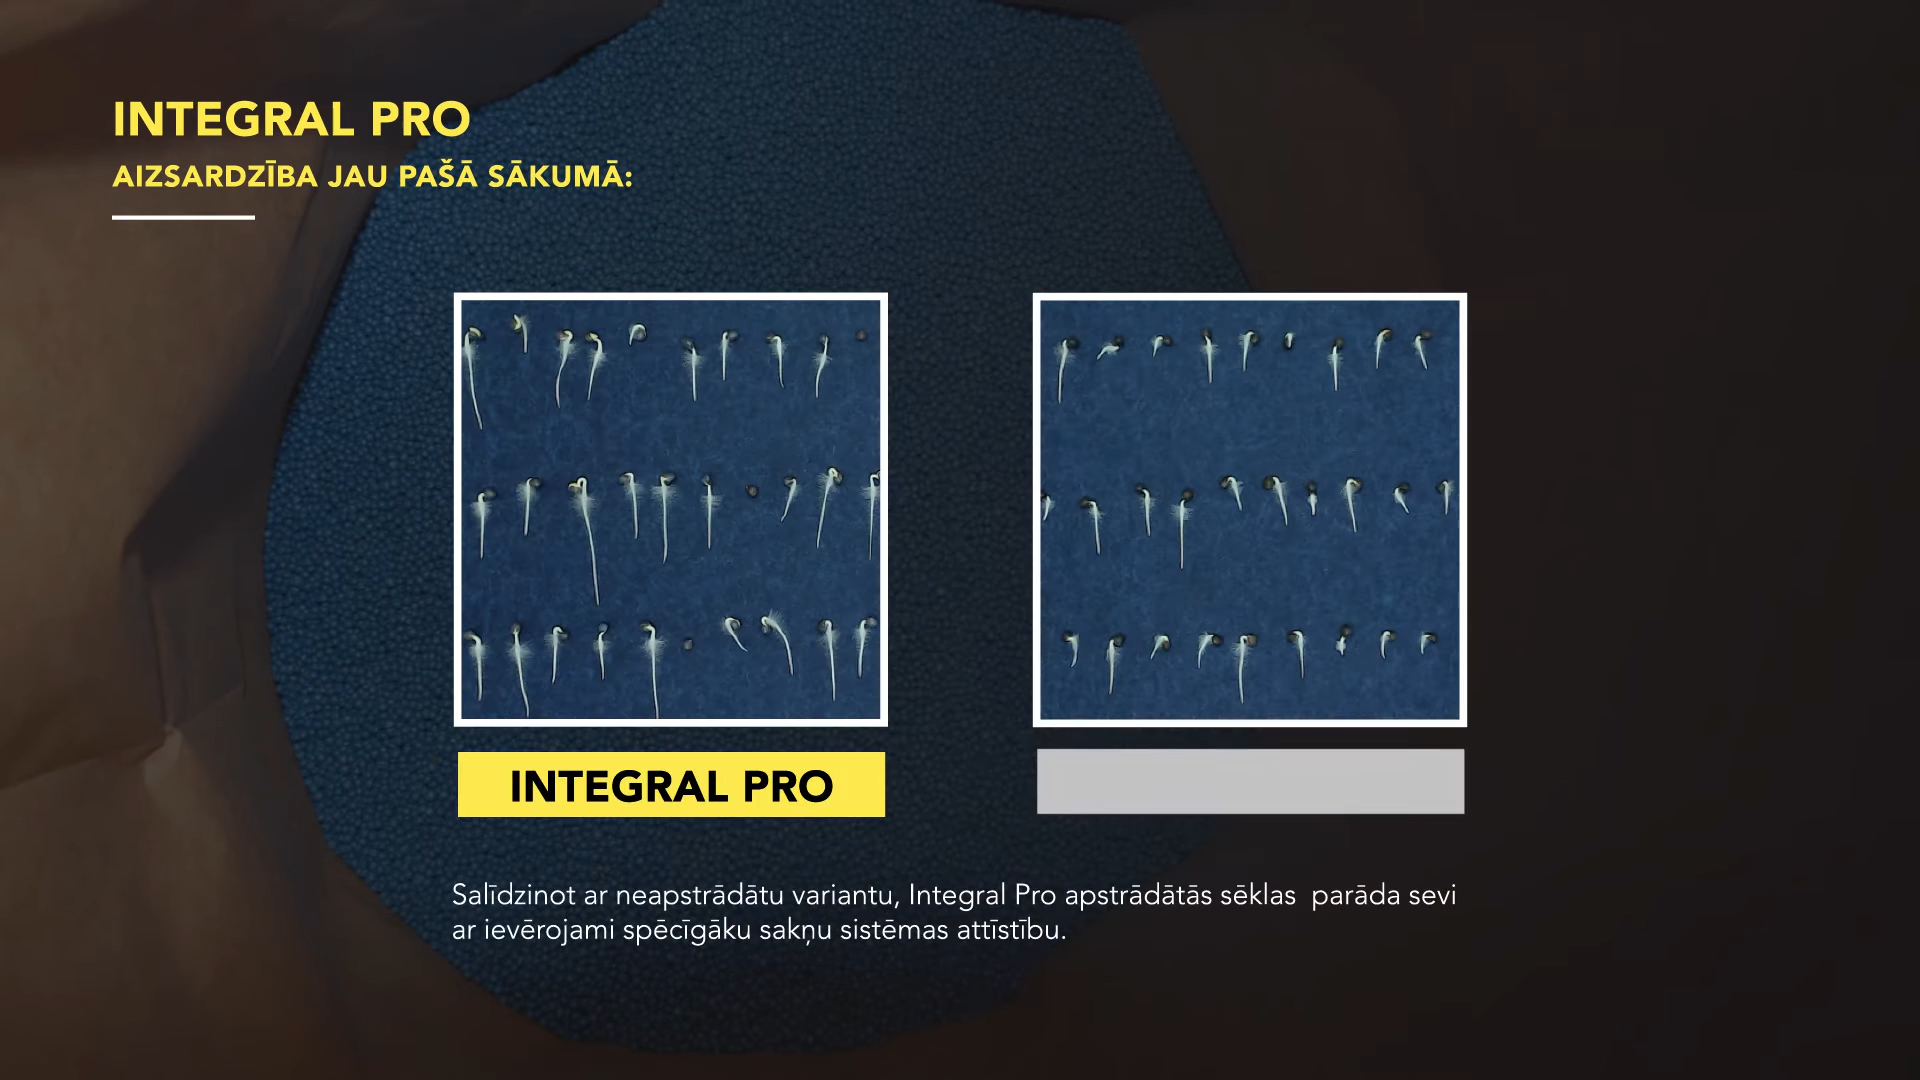 INTEGRAL PRO
AIZSARDZĪBA JAU PAŠĀ SĀKUMĀ:
INTEGRAL PRO
Salīdzinot ar neapstrādātu variantu, Integral Pro apstrādātās sēklas  parāda sevi
ar ievērojami spēcīgāku sakņu sistēmas attīstību.